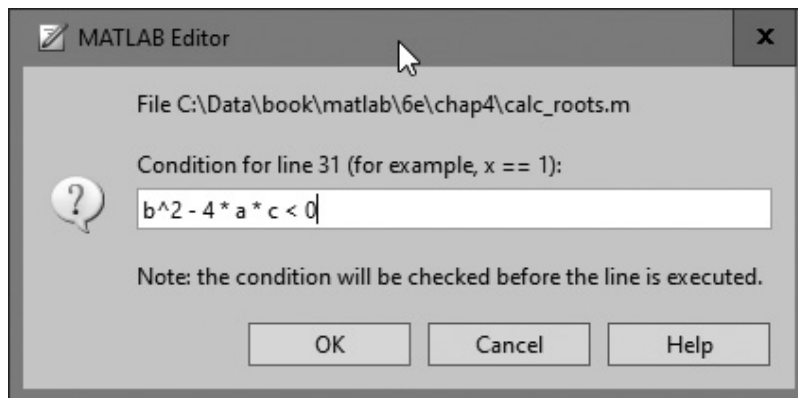 MATLAB Editor
X
File C:\Data\book\matlab\6e\chap4\calc_roots.m
Condition for line 31 (for example, x == 1):
?
b^2 - 4 * a * c < 0
Note: the condition will be checked before the line is executed.
OK Cancel Help